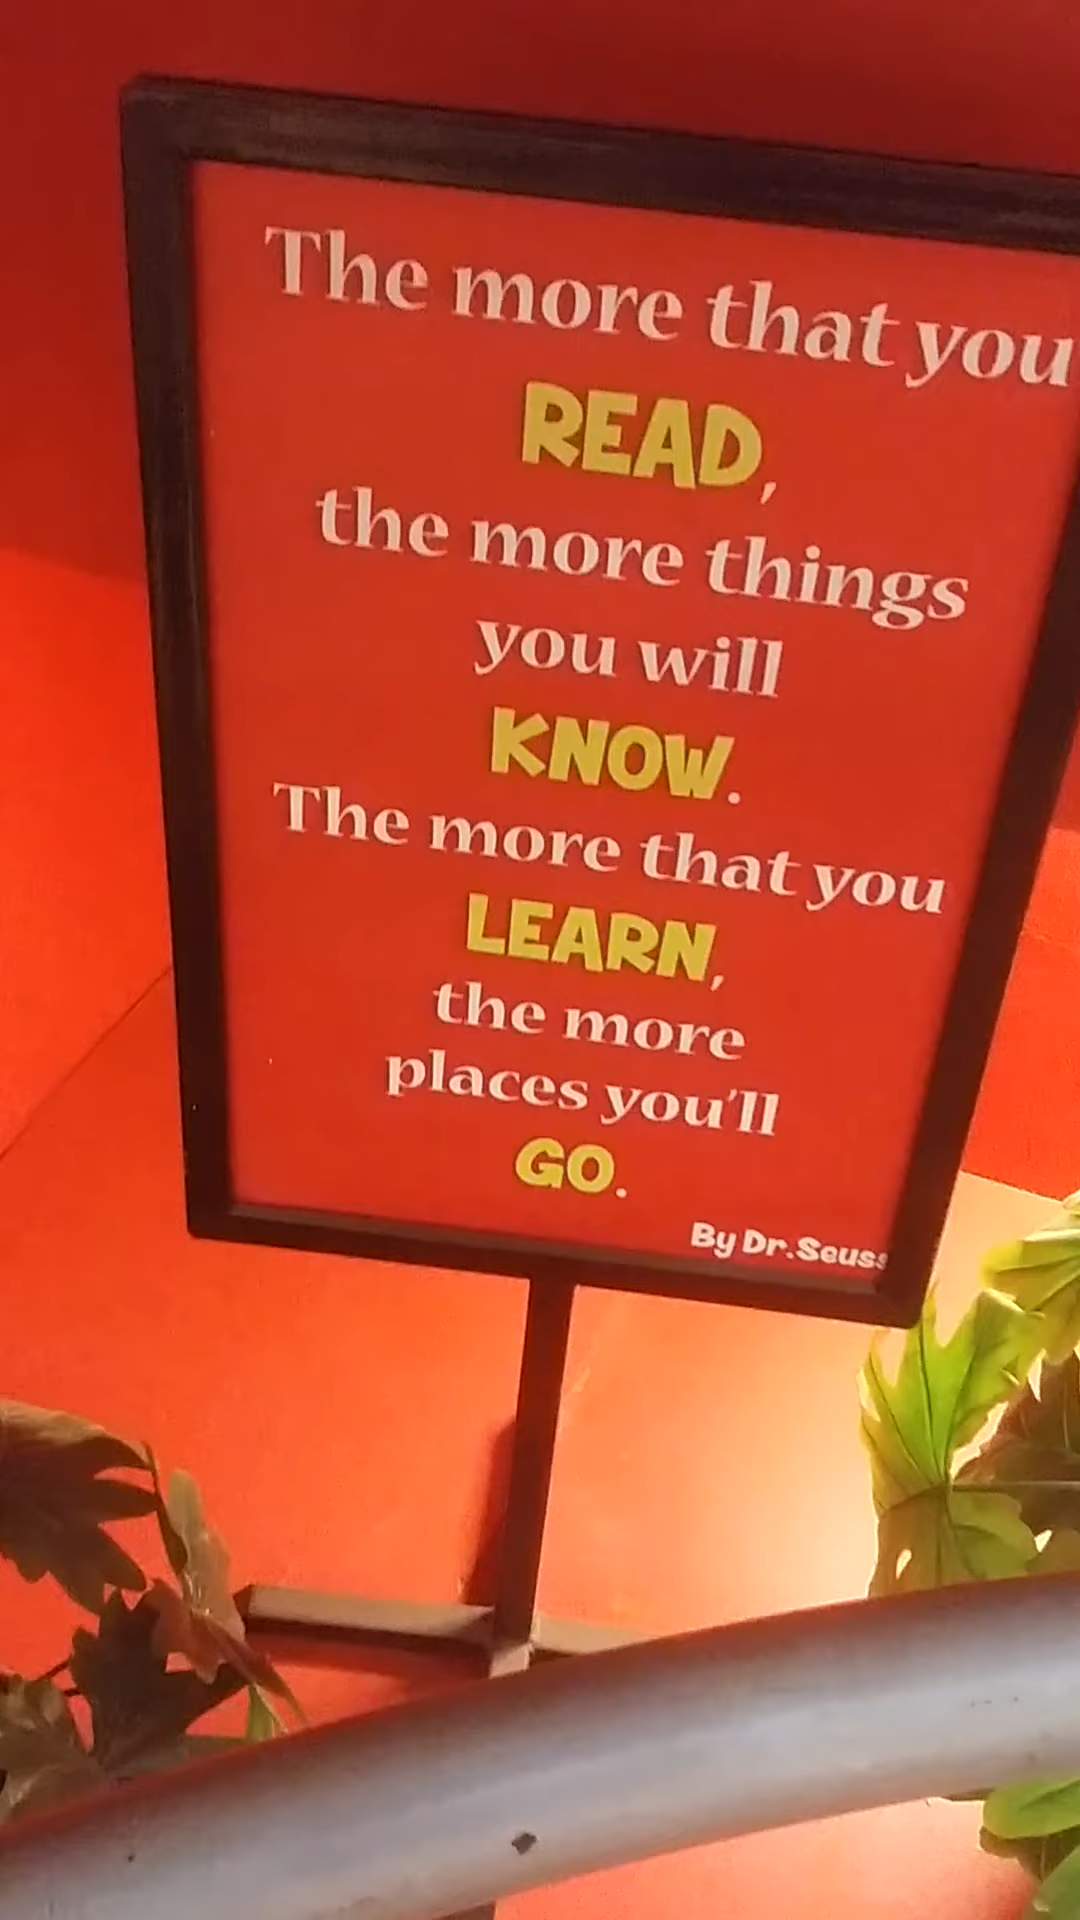 The more that you
READ,
the more things
you will
KNOW.
The more that you
LEARN,
the more
places you'll
GO.
By Dr. Seuss